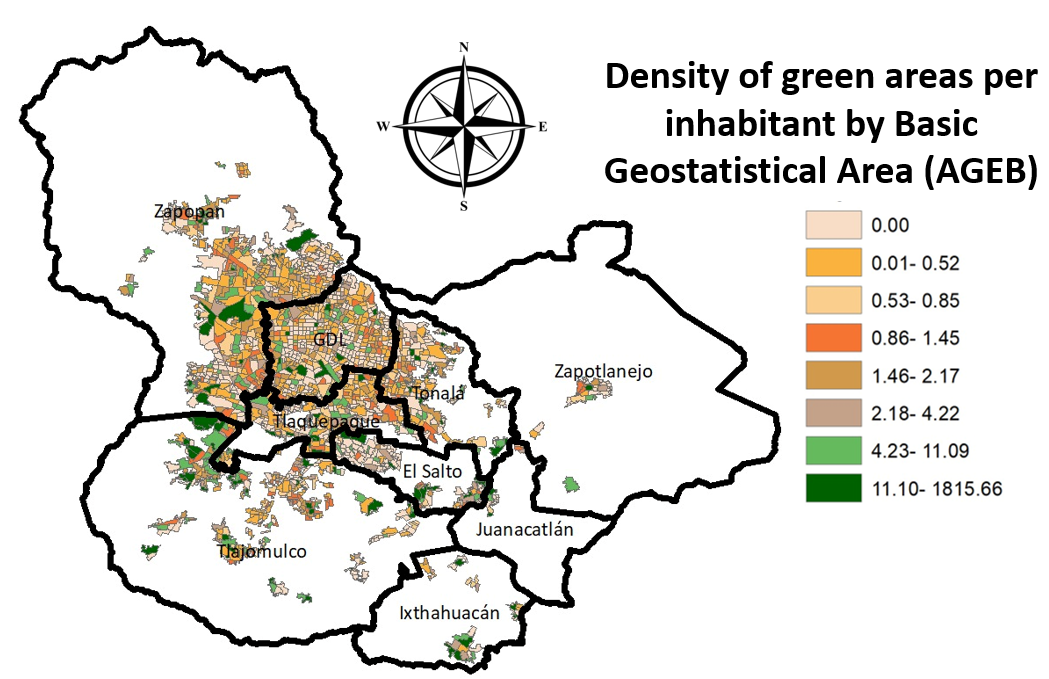 N
W
E
S
Density of green areas per
inhabitant by Basic
Geostatistical Area (AGEB)
0.00
0.01- 0.52
0.53- 0.85
0.86- 1.45
1.46- 2.17
2.18- 4.22
4.23- 11.09
11.10- 1815.66
Zapopan
GDL
Zapotlanejo
Tonalá
Tlaquepaque
El Salto
Juanacatlán
Tlajomulco
Ixthahuacán